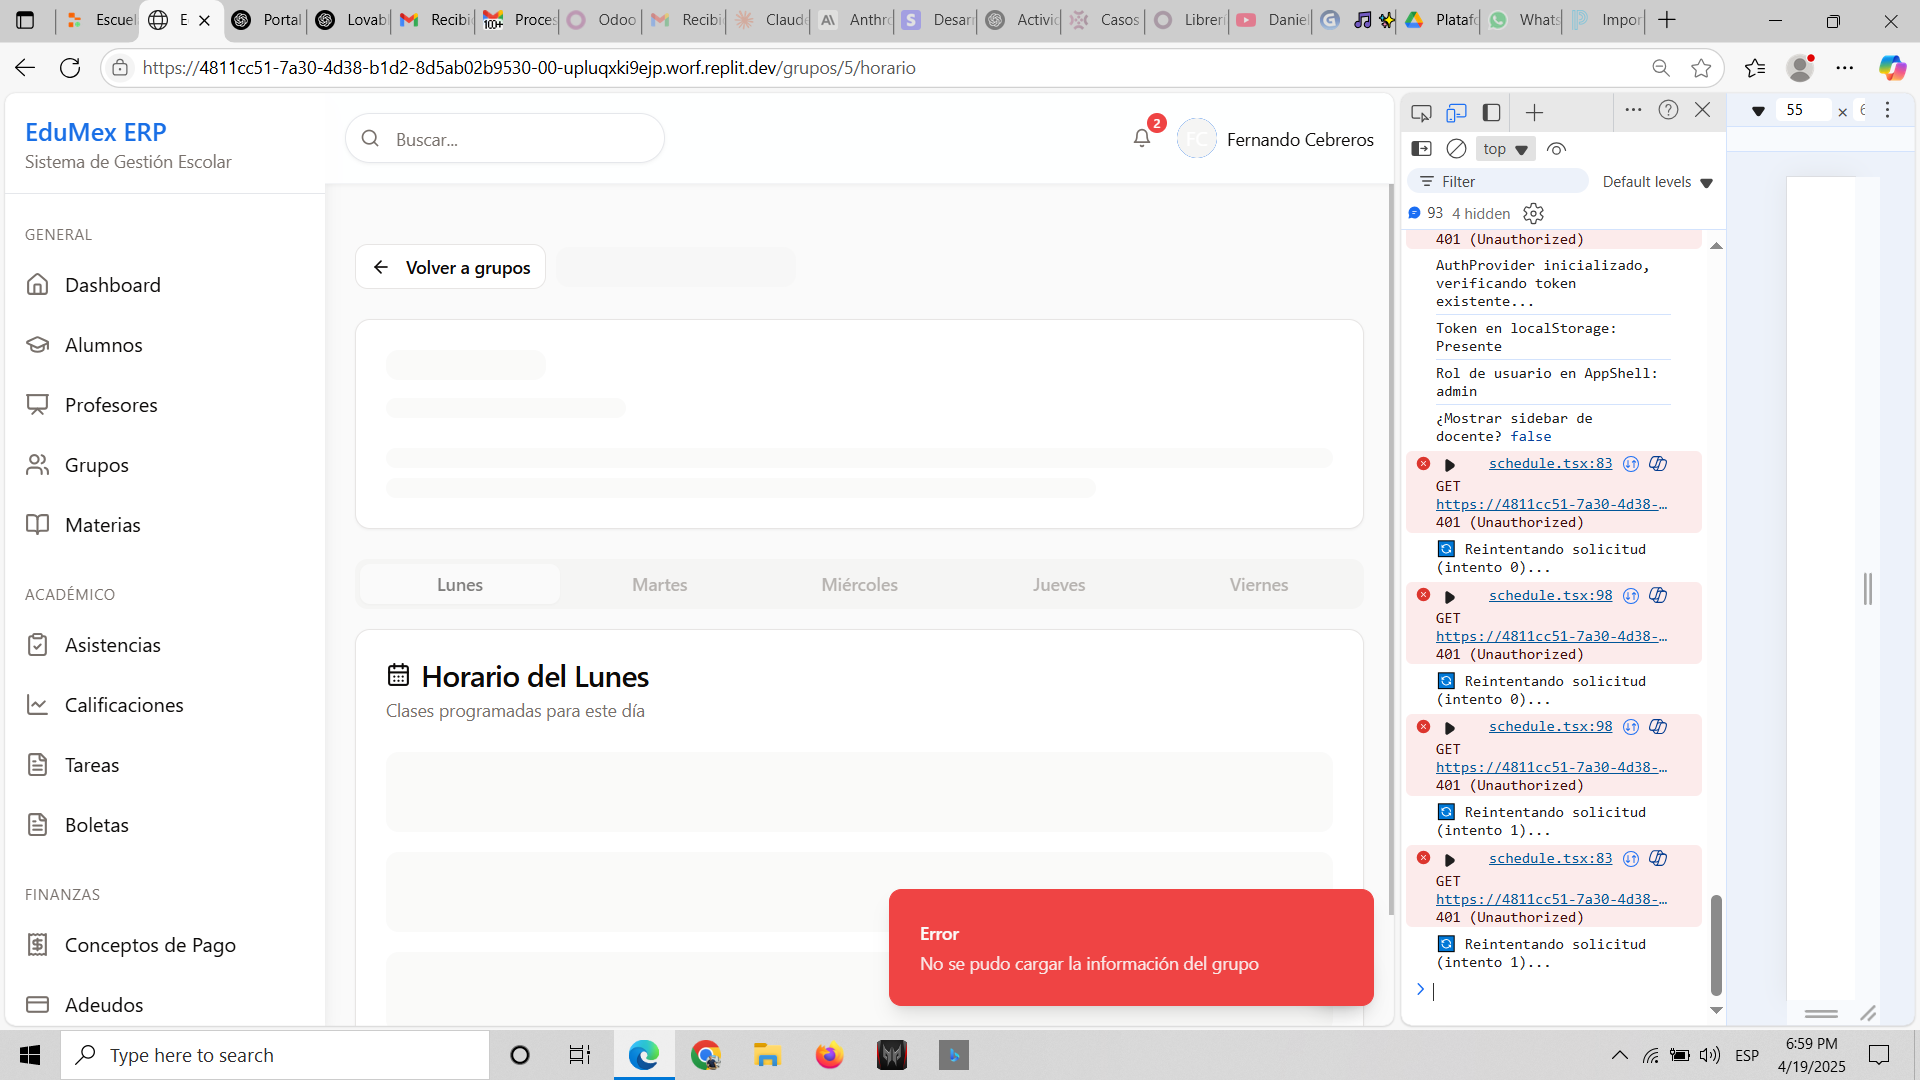 Escuel
E
Portal
Lovabl
Recibi
Proces
Odoo
Recibi
Claude
Anthro
Desarr
Activid
Casos
Libreri
Daniel
Platafo
Whats
Impor
https://4811cc51-7a30-4d38-b1d2-8d5ab02b9530-00-upluqxki9ejp.worf.replit.dev/grupos/5/horario
EduMex ERP
Sistema de Gestión Escolar
Buscar...
2
FC
Fernando Cebreros
GENERAL
Dashboard
Alumnos
Profesores
Grupos
Materias
ACADÉMICO
Asistencias
Calificaciones
Tareas
Boletas
FINANZAS
Conceptos de Pago
Adeudos
Volver a grupos
Lunes
Martes
Miércoles
Jueves
Viernes
Horario del Lunes
Clases programadas para este día
Error
No se pudo cargar la información del grupo
top
Filter
Default levels
93
4 hidden
401 (Unauthorized)
AuthProvider inicializado,
verificando token
existente...
Token en localStorage:
Presente
Rol de usuario en AppShell:
admin
¿Mostrar sidebar de
docente? false
schedule.tsx:83
GET
https://4811cc51-7a30-4d38-…
401 (Unauthorized)
Reintentando solicitud
(intento 0)...
schedule.tsx:98
GET
https://4811cc51-7a30-4d38-…
401 (Unauthorized)
Reintentando solicitud
(intento 0)...
schedule.tsx:98
GET
https://4811cc51-7a30-4d38-…
401 (Unauthorized)
Reintentando solicitud
(intento 1)...
schedule.tsx:83
GET
https://4811cc51-7a30-4d38-…
401 (Unauthorized)
Reintentando solicitud
(intento 1)...
55
×
Type here to search
ESP
6:59 PM
4/19/2025